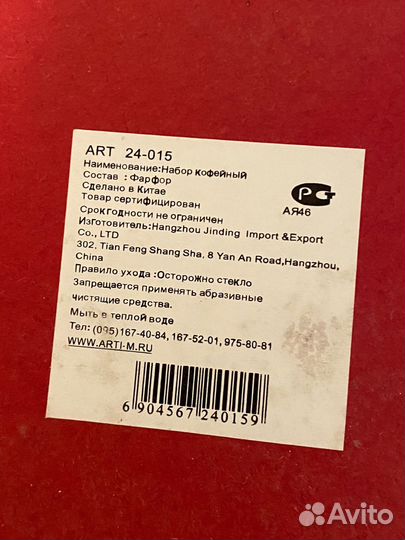 ART 24-015
Наименование:Набор кофейный
Состав : Фарфор
Сделано в Китае
Товар сертифицирован
Срок годности не ограничен
Изготовитель:Hangzhou Jinding Import &Export
Co., LTD
302, Tian Feng Shang Sha, 8 Yan An Road,Hangzhou,
China
Правило ухода :Осторожно стекло
Запрещается применять абразивные
чистящие средства.
Мыть в теплой воде
Тел: (095)167-40-84, 167-52-01, 975-80-81
WWW.ARTI-M.RU
РСТ
АЯ46
6 904567 240159
Avito